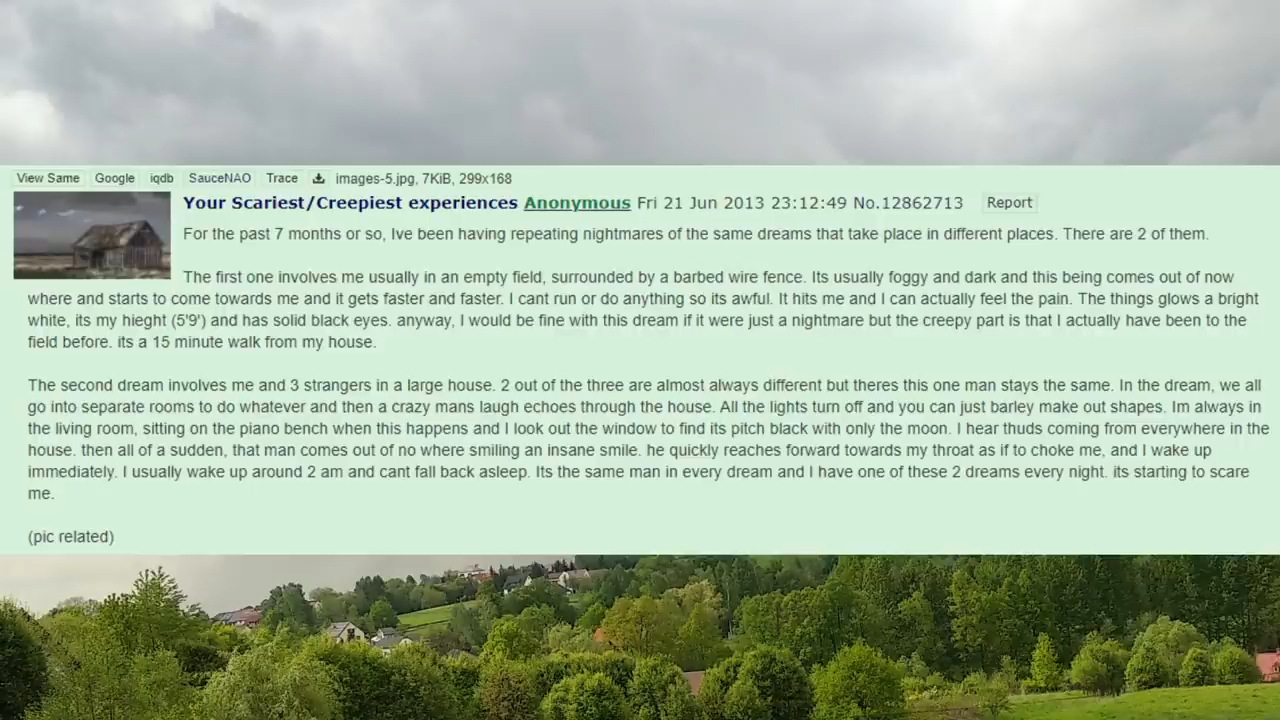 View Same Google iqdb SauceNAO Trace images-5.jpg, 7KiB, 299x168
Your Scariest/Creepiest experiences Anonymous Fri 21 Jun 2013 23:12:49 No.12862713 Report
For the past 7 months or so, Ive been having repeating nightmares of the same dreams that take place in different places. There are 2 of them.
The first one involves me usually in an empty field, surrounded by a barbed wire fence. Its usually foggy and dark and this being comes out of now
where and starts to come towards me and it gets faster and faster. I cant run or do anything so its awful. It hits me and I can actually feel the pain. The things glows a bright
white, its my hieght (5'9') and has solid black eyes. anyway, I would be fine with this dream if it were just a nightmare but the creepy part is that I actually have been to the
field before. its a 15 minute walk from my house.
The second dream involves me and 3 strangers in a large house. 2 out of the three are almost always different but theres this one man stays the same. In the dream, we all
go into separate rooms to do whatever and then a crazy mans laugh echoes through the house. All the lights turn off and you can just barley make out shapes. Im always in
the living room, sitting on the piano bench when this happens and I look out the window to find its pitch black with only the moon. I hear thuds coming from everywhere in the
house. then all of a sudden, that man comes out of no where smiling an insane smile. he quickly reaches forward towards my throat as if to choke me, and I wake up
immediately. I usually wake up around 2 am and cant fall back asleep. Its the same man in every dream and I have one of these 2 dreams every night. its starting to scare
me.
(pic related)